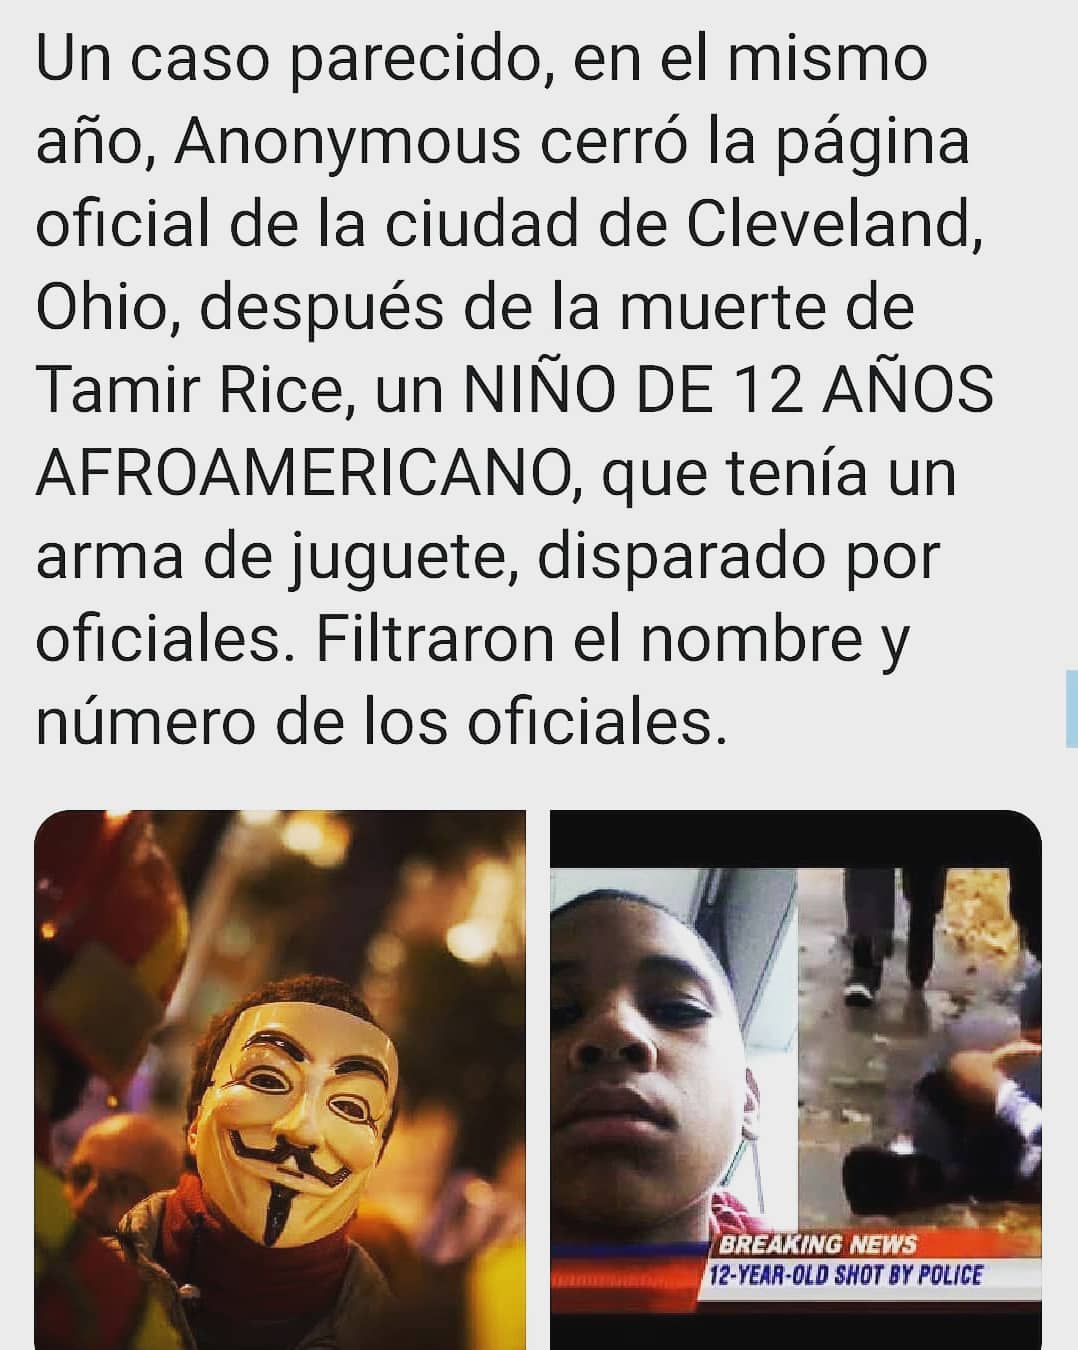 Un caso parecido, en el mismo
año, Anonymous cerró la página
oficial de la ciudad de Cleveland,
Ohio, después de la muerte de
Tamir Rice, un NIÑO DE 12 AÑOS
AFROAMERICANO, que tenía un
arma de juguete, disparado por
oficiales. Filtraron el nombre y
número de los oficiales.
BREAKING NEWS
12-YEAR-OLD SHOT BY POLICE